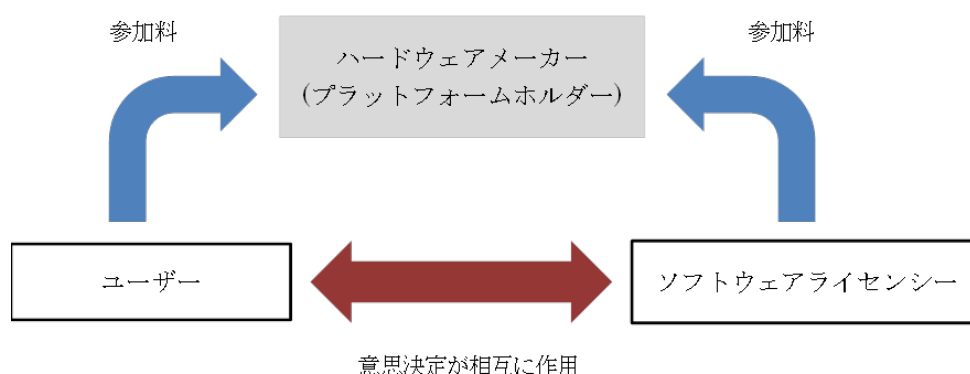 参加料
参加料
ハードウェアメーカー
(プラットフォームホルダー)
ユーザー
ソフトウェアライセンシー
意思決定が相互に作用